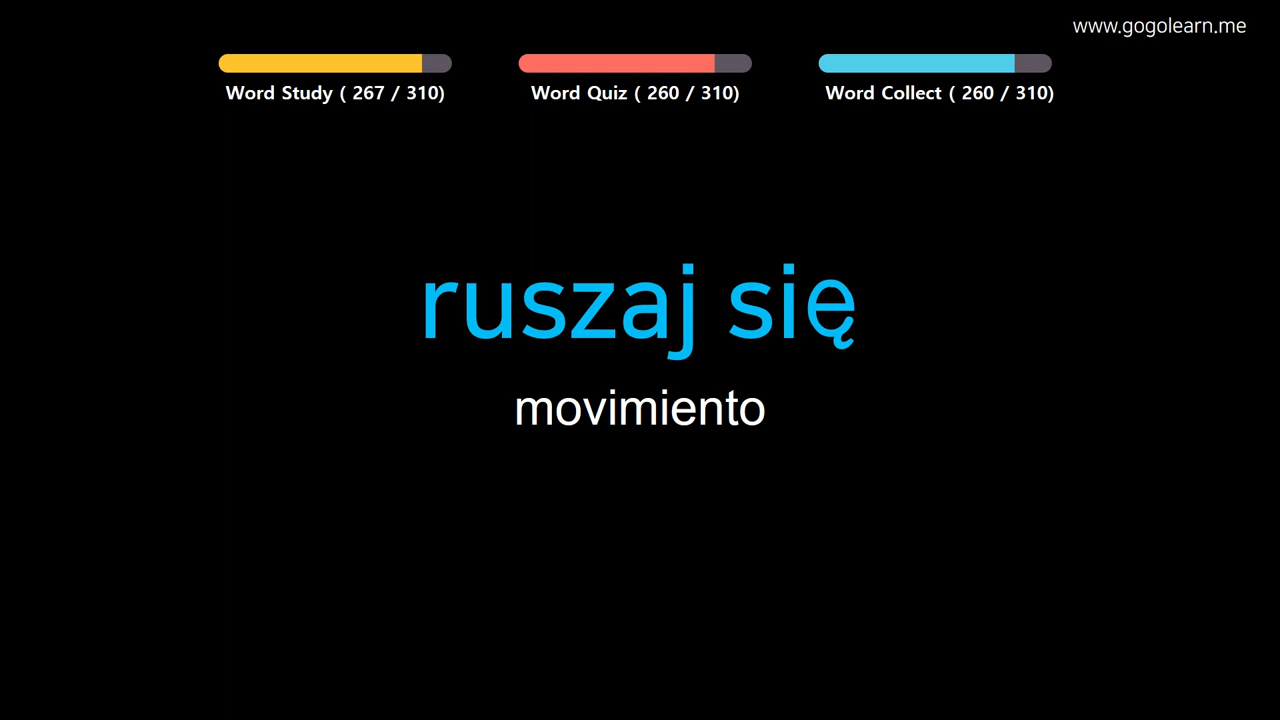 www.gogolearn.me
Word Study ( 267 / 310)
Word Quiz ( 260 / 310)
Word Collect ( 260 / 310)
ruszaj się
movimiento